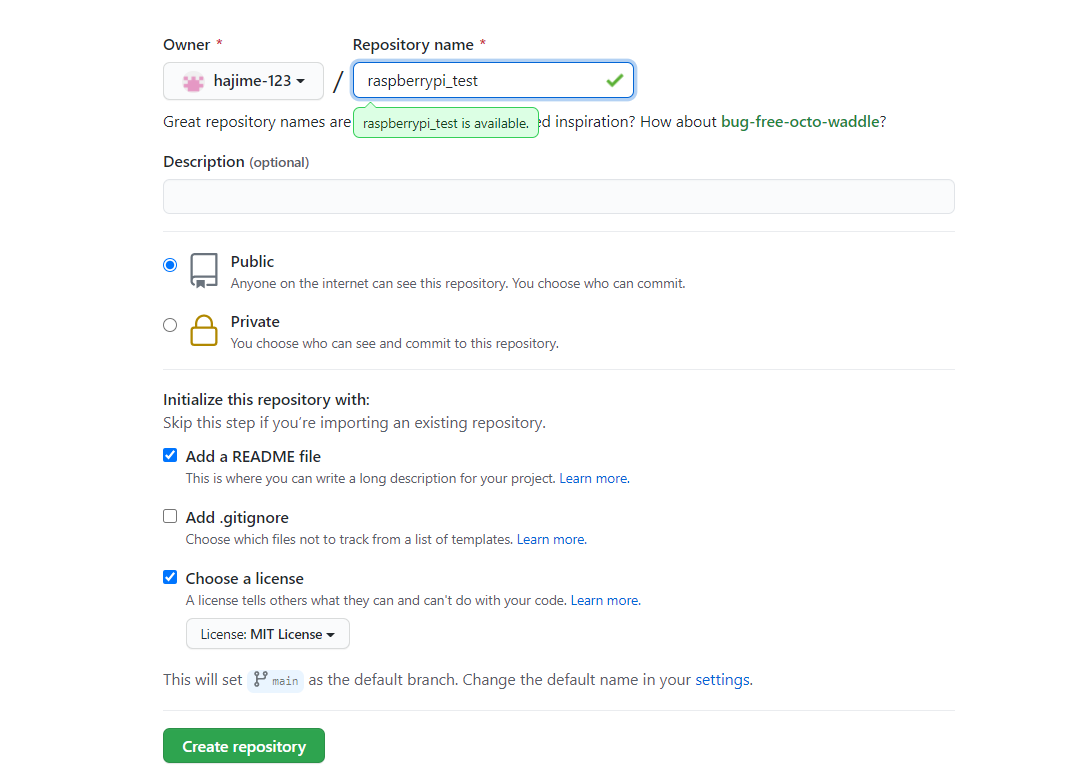 Owner * Repository name *
hajime-123 / raspberrypi_test
Great repository names are raspberrypi_test is available. ed inspiration? How about bug-free-octo-waddle?
Description (optional)
Public
Anyone on the internet can see this repository. You choose who can commit.
Private
You choose who can see and commit to this repository.
Initialize this repository with:
Skip this step if you’re importing an existing repository.
Add a README file
This is where you can write a long description for your project. Learn more.
Add .gitignore
Choose which files not to track from a list of templates. Learn more.
Choose a license
A license tells others what they can and can't do with your code. Learn more.
License: MIT License
This will set main as the default branch. Change the default name in your settings.
Create repository